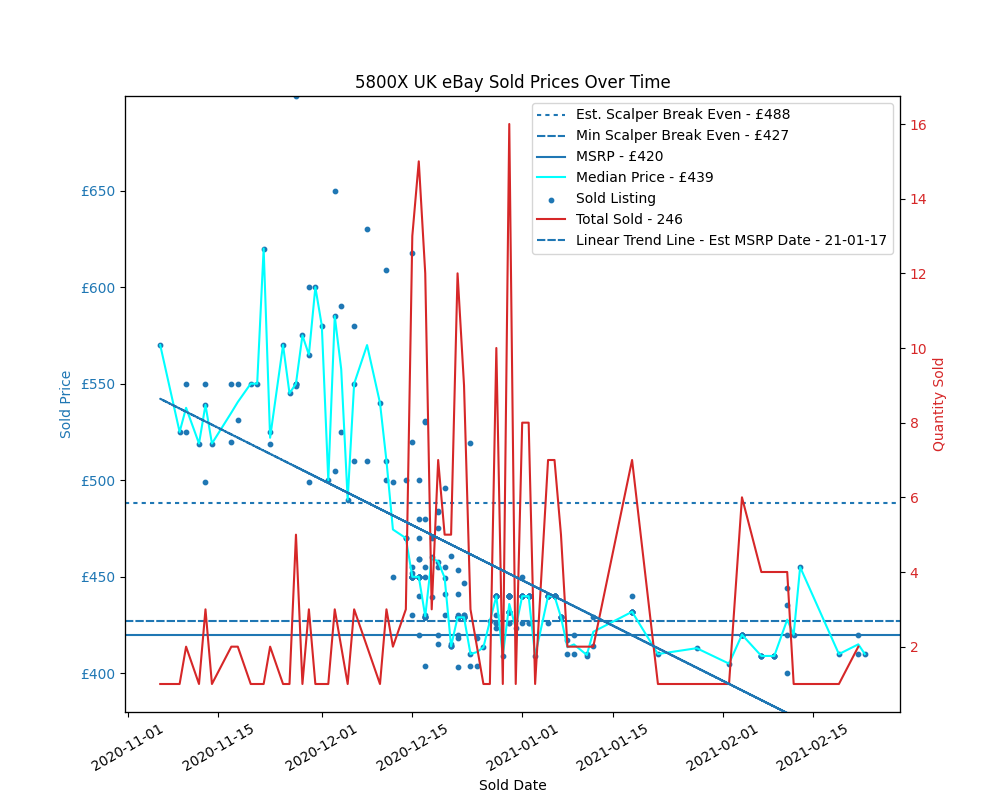 5800X UK eBay Sold Prices Over Time
Est. Scalper Break Even - £488
Min Scalper Break Even - £427
MSRP - £420
Median Price - £439
Sold Listing
Total Sold - 246
Linear Trend Line - Est MSRP Date - 21-01-17
Sold Price
£650
£600
£550
£500
£450
£400
Quantity Sold
16
14
12
10
8
6
4
2
2020-11-01
2020-11-15
2020-12-01
2020-12-15
2021-01-01
2021-01-15
2021-02-01
2021-02-15
Sold Date